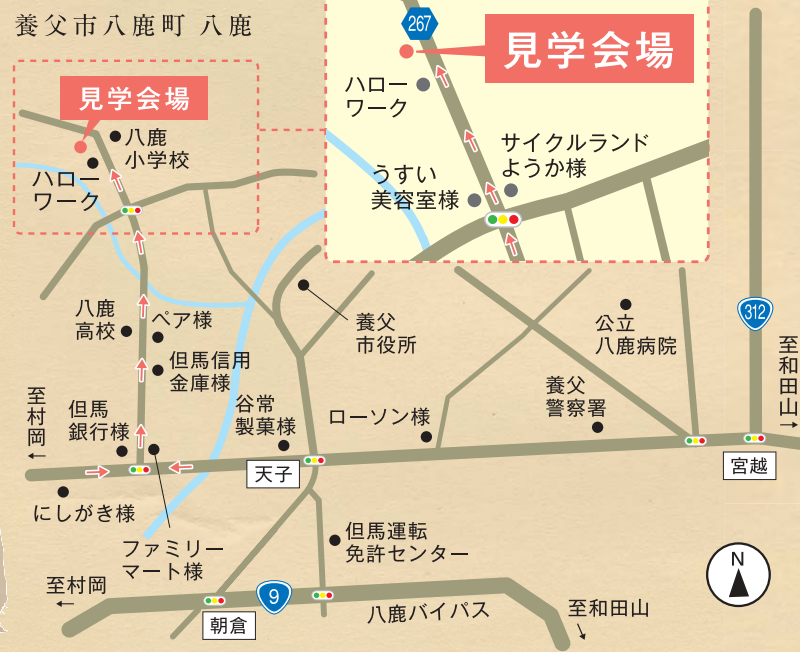 養父市八鹿町 八鹿
267
見学会場
ハロー
ワーク
サイクルランド
ようか様
うすい
美容室様
見学会場
八鹿
小学校
ハロー
ワーク
八鹿
高校
ペア様
但馬信用
金庫様
養父
市役所
公立
八鹿病院
312
至和田山
→
至村岡
←
但馬
銀行様
谷常
製菓様
ローソン様
養父
警察署
天子
宮越
にしがき様
ファミリー
マート様
但馬運転
免許センター
至村岡
←
9
朝倉
八鹿バイパス
至和田山
N